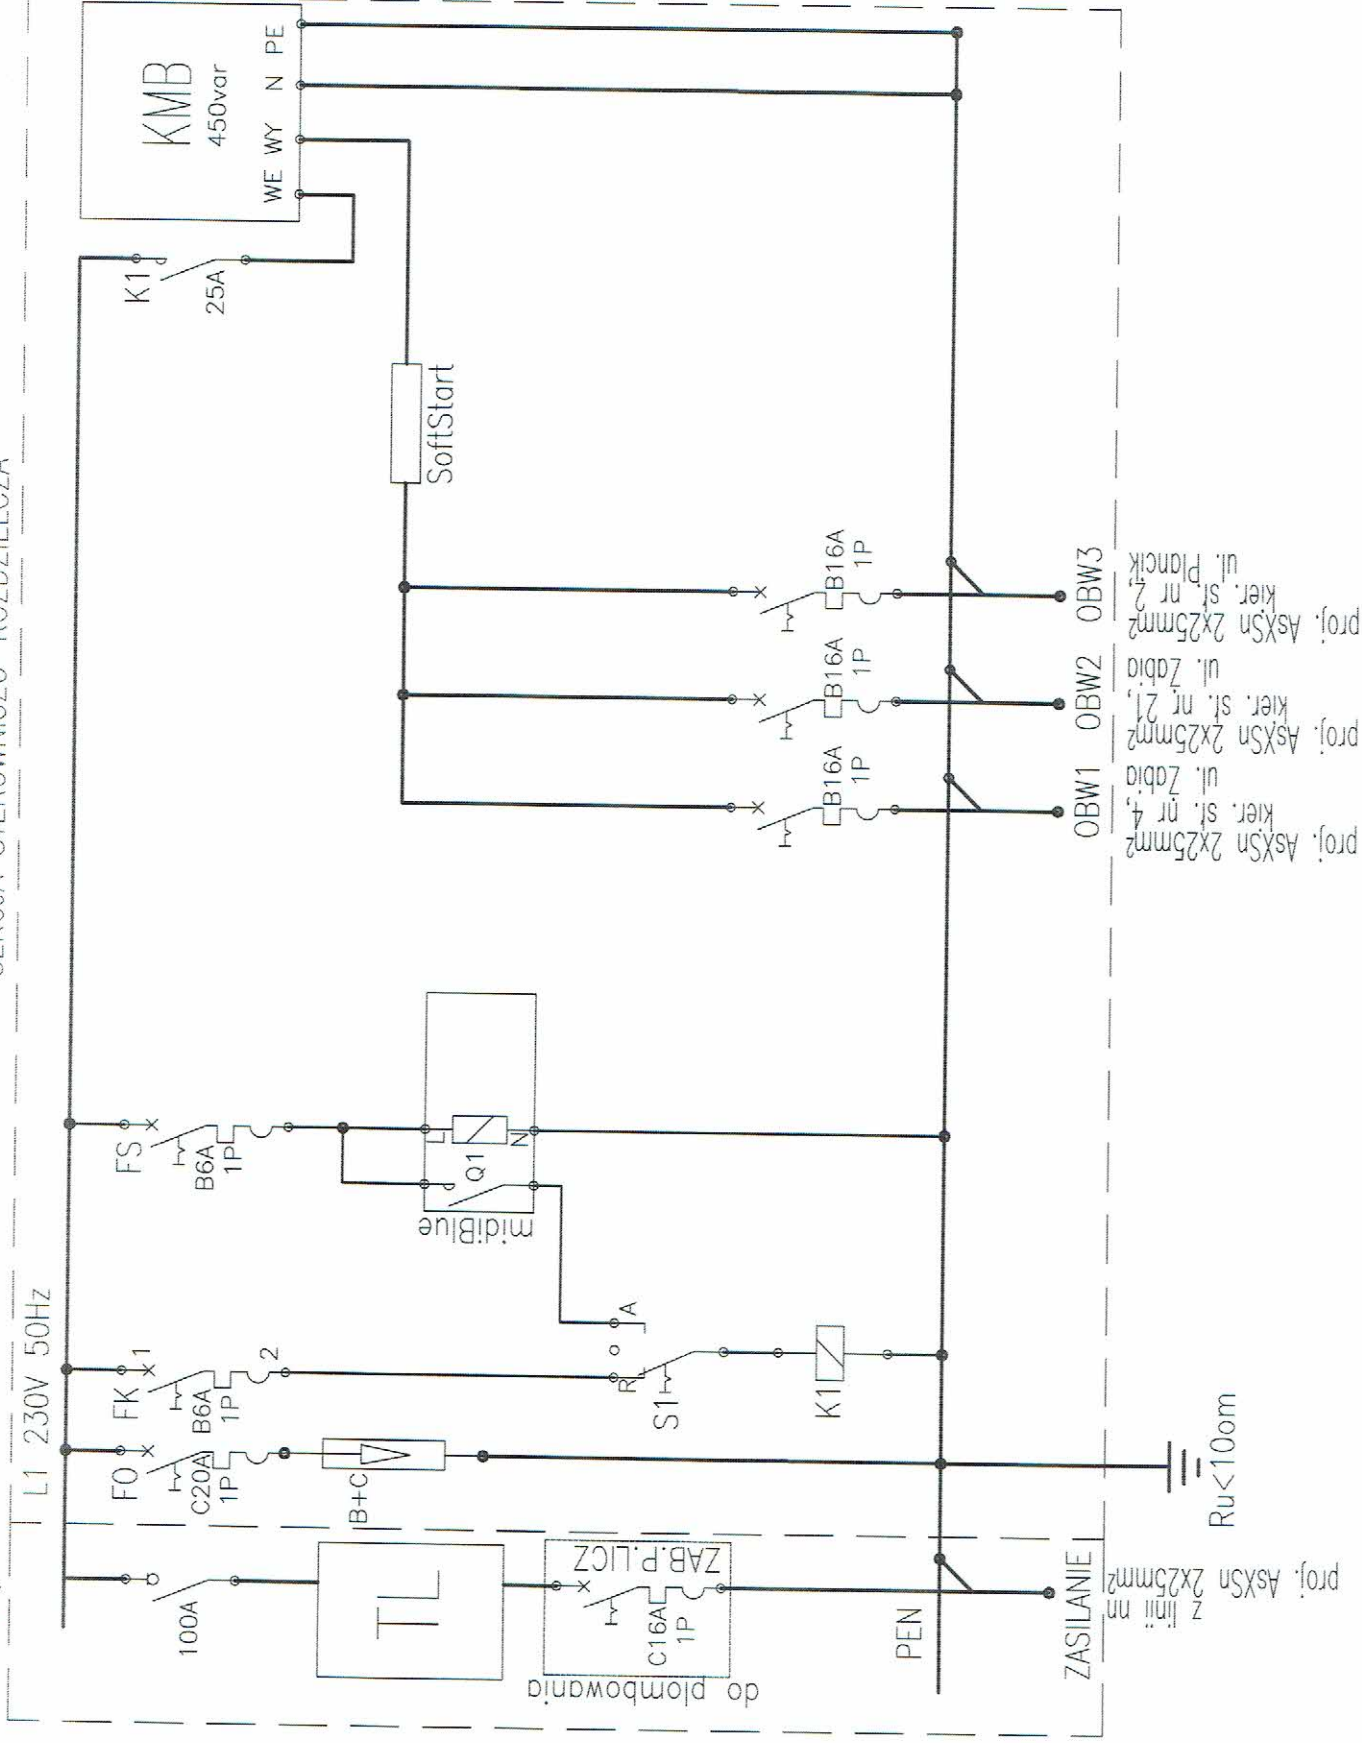 L1 230V 50Hz
100A
TL
ZAB.P.LICZ
C16A
1P
do plombowania
PEN
ZASILANIE
z linii nn
proj. AsXSn 2x25mm²
FO
C20A
1P
B+C
Ru<10om
FK
1
B6A
1P
2
R
A
S1
K1
FS
B6A
1P
L
Q1
N
midiBlue
B16A
1P
OBW1
proj. AsXSn 2x25mm²
kier. sł. nr 4,
ul. Żabia
B16A
1P
OBW2
proj. AsXSn 2x25mm²
kier. sł. nr 21,
ul. Żabia
B16A
1P
OBW3
proj. AsXSn 2x25mm²
kier. sł. nr 2,
ul. Plancik
SoftStart
K1
25A
KMB
450var
WE WY N PE